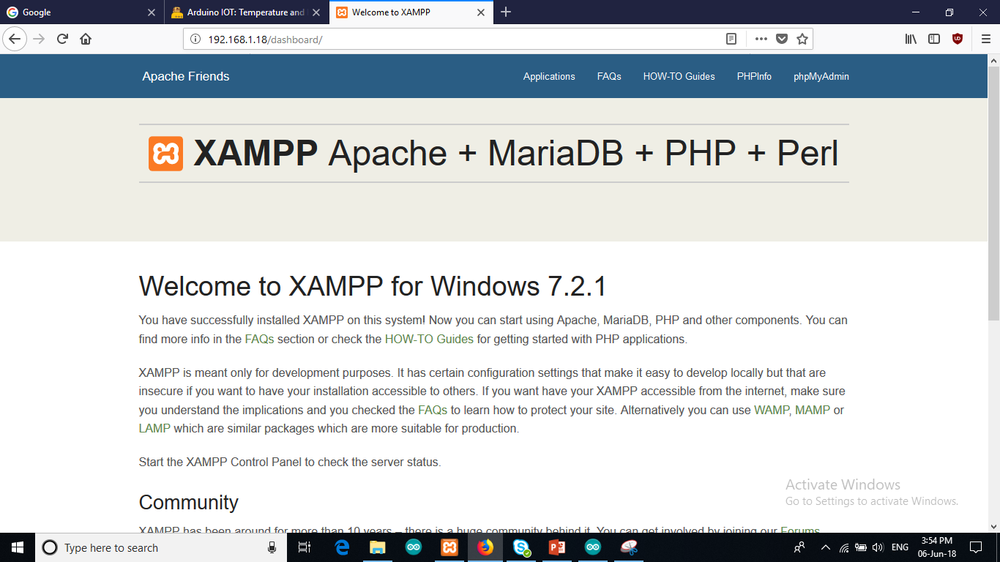 Google
Arduino IOT: Temperature and
Welcome to XAMPP
192.168.1.18/dashboard/
Apache Friends
Applications
FAQs
HOW-TO Guides
PHPInfo
phpMyAdmin
XAMPP Apache + MariaDB + PHP + Perl
Welcome to XAMPP for Windows 7.2.1
You have successfully installed XAMPP on this system! Now you can start using Apache, MariaDB, PHP and other components. You can
find more info in the FAQs section or check the HOW-TO Guides for getting started with PHP applications.
XAMPP is meant only for development purposes. It has certain configuration settings that make it easy to develop locally but that are
insecure if you want to have your installation accessible to others. If you want have your XAMPP accessible from the internet, make sure
you understand the implications and you checked the FAQs to learn how to protect your site. Alternatively you can use WAMP, MAMP or
LAMP which are similar packages which are more suitable for production.
Start the XAMPP Control Panel to check the server status.
Activate Windows
Go to Settings to activate Windows.
Community
XAMPP has been around for more than 10 years – there is a huge community behind it. You can get involved by joining our Forums,
Type here to search
ENG
3:54 PM
06-Jun-18